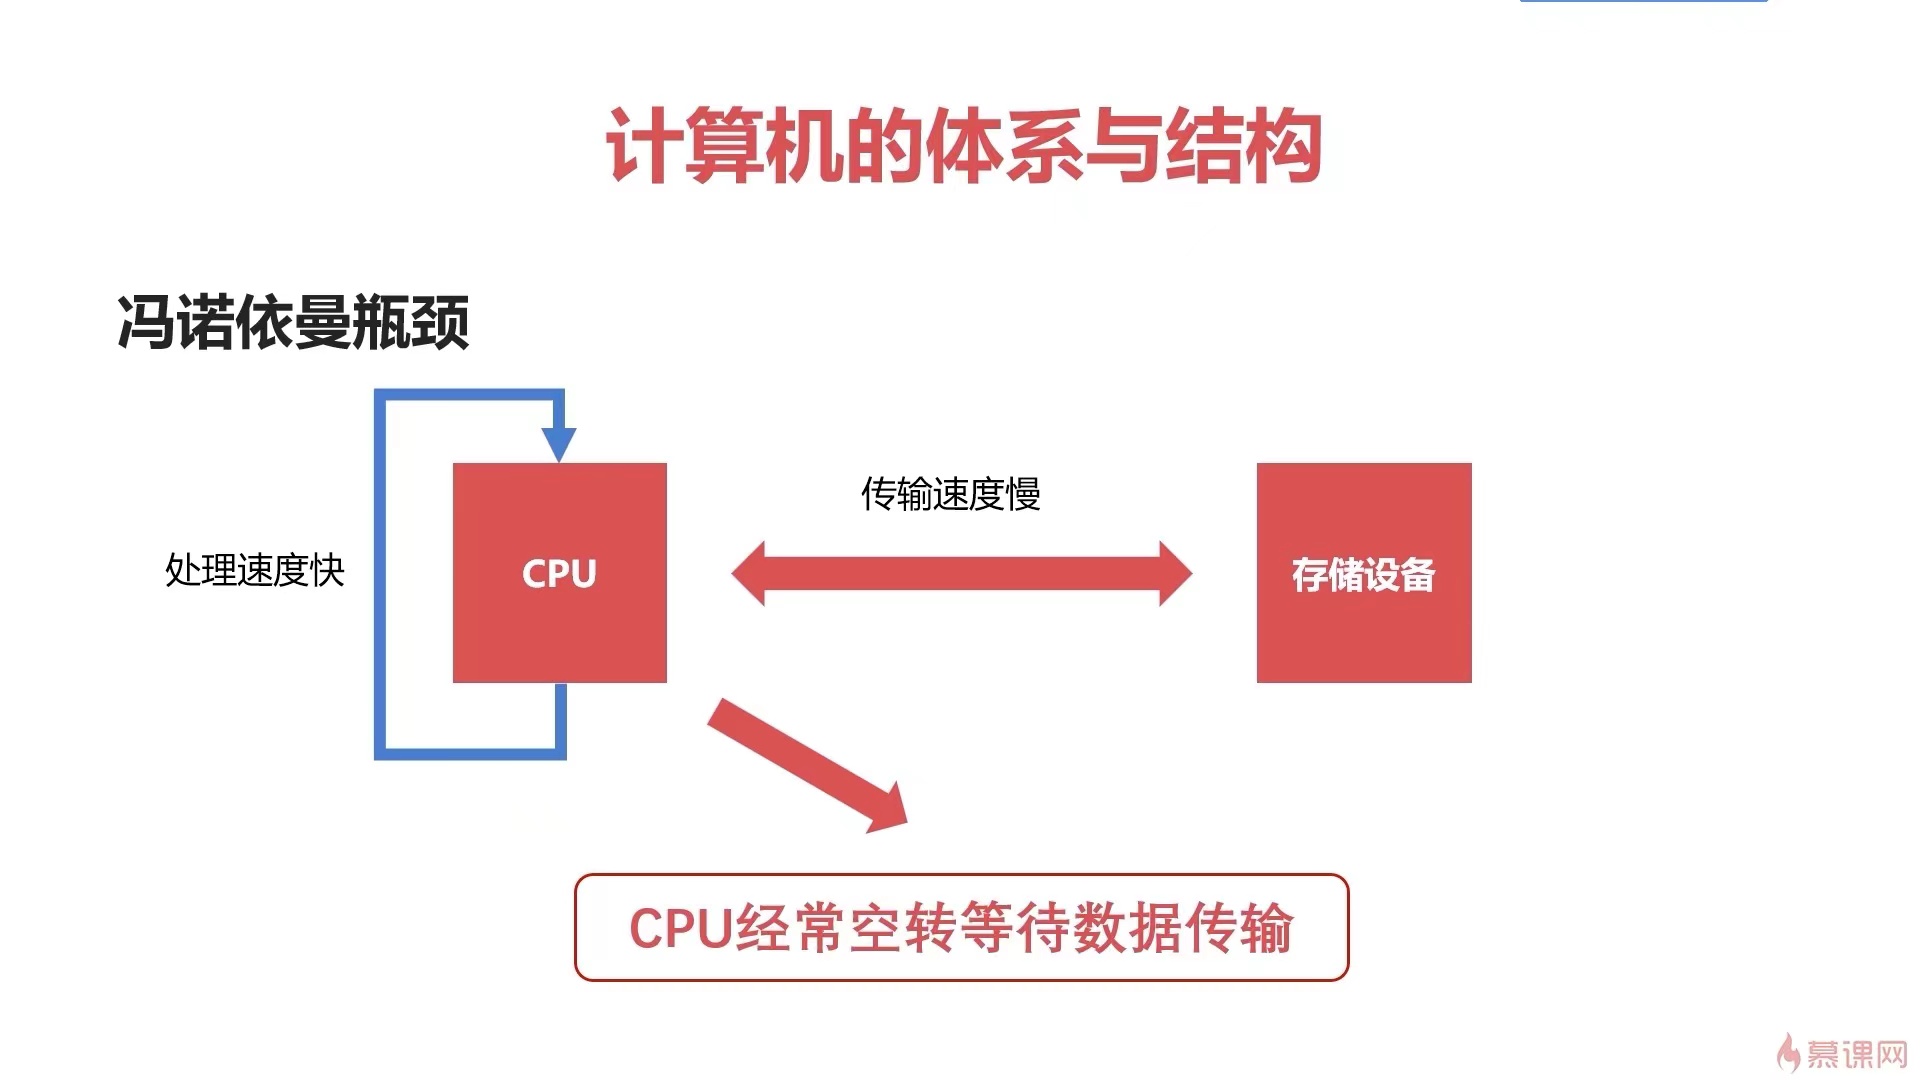 计算机的体系与结构
冯诺依曼瓶颈
传输速度慢
处理速度快
CPU
存储设备
CPU经常空转等待数据传输
慕课网